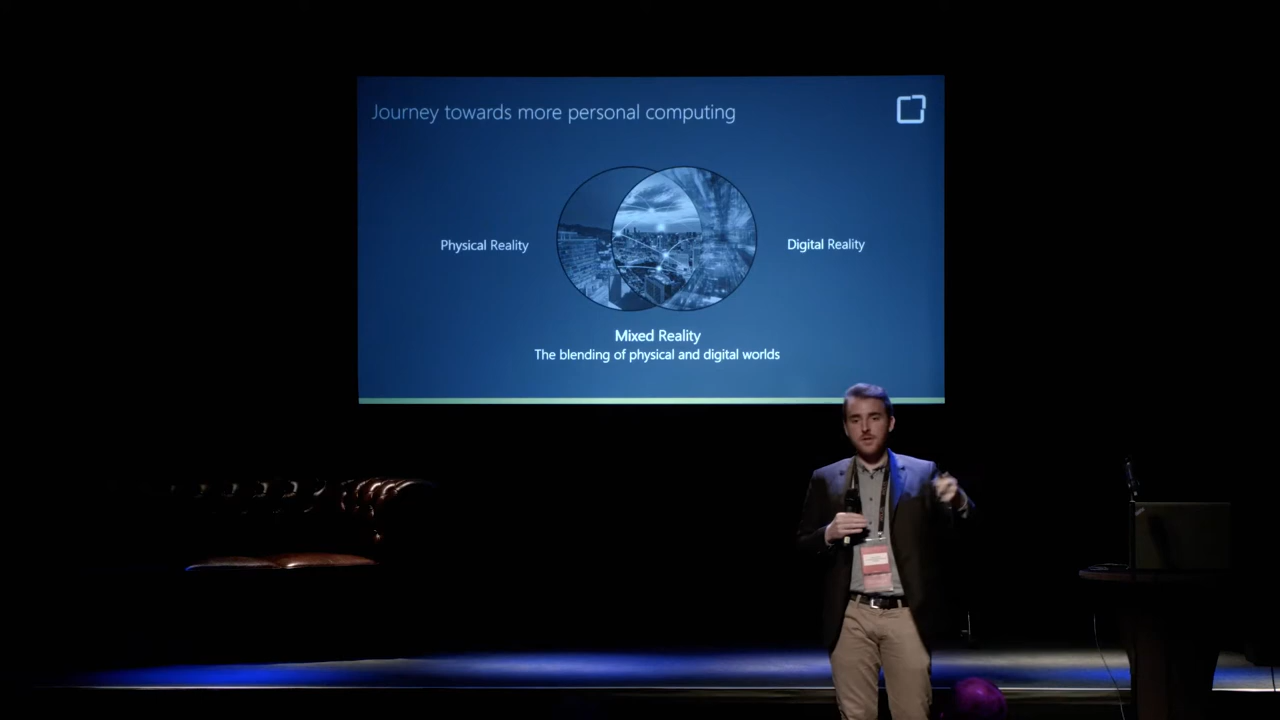 Journey towards more personal computing
Physical Reality
Digital Reality
Mixed Reality
The blending of physical and digital worlds